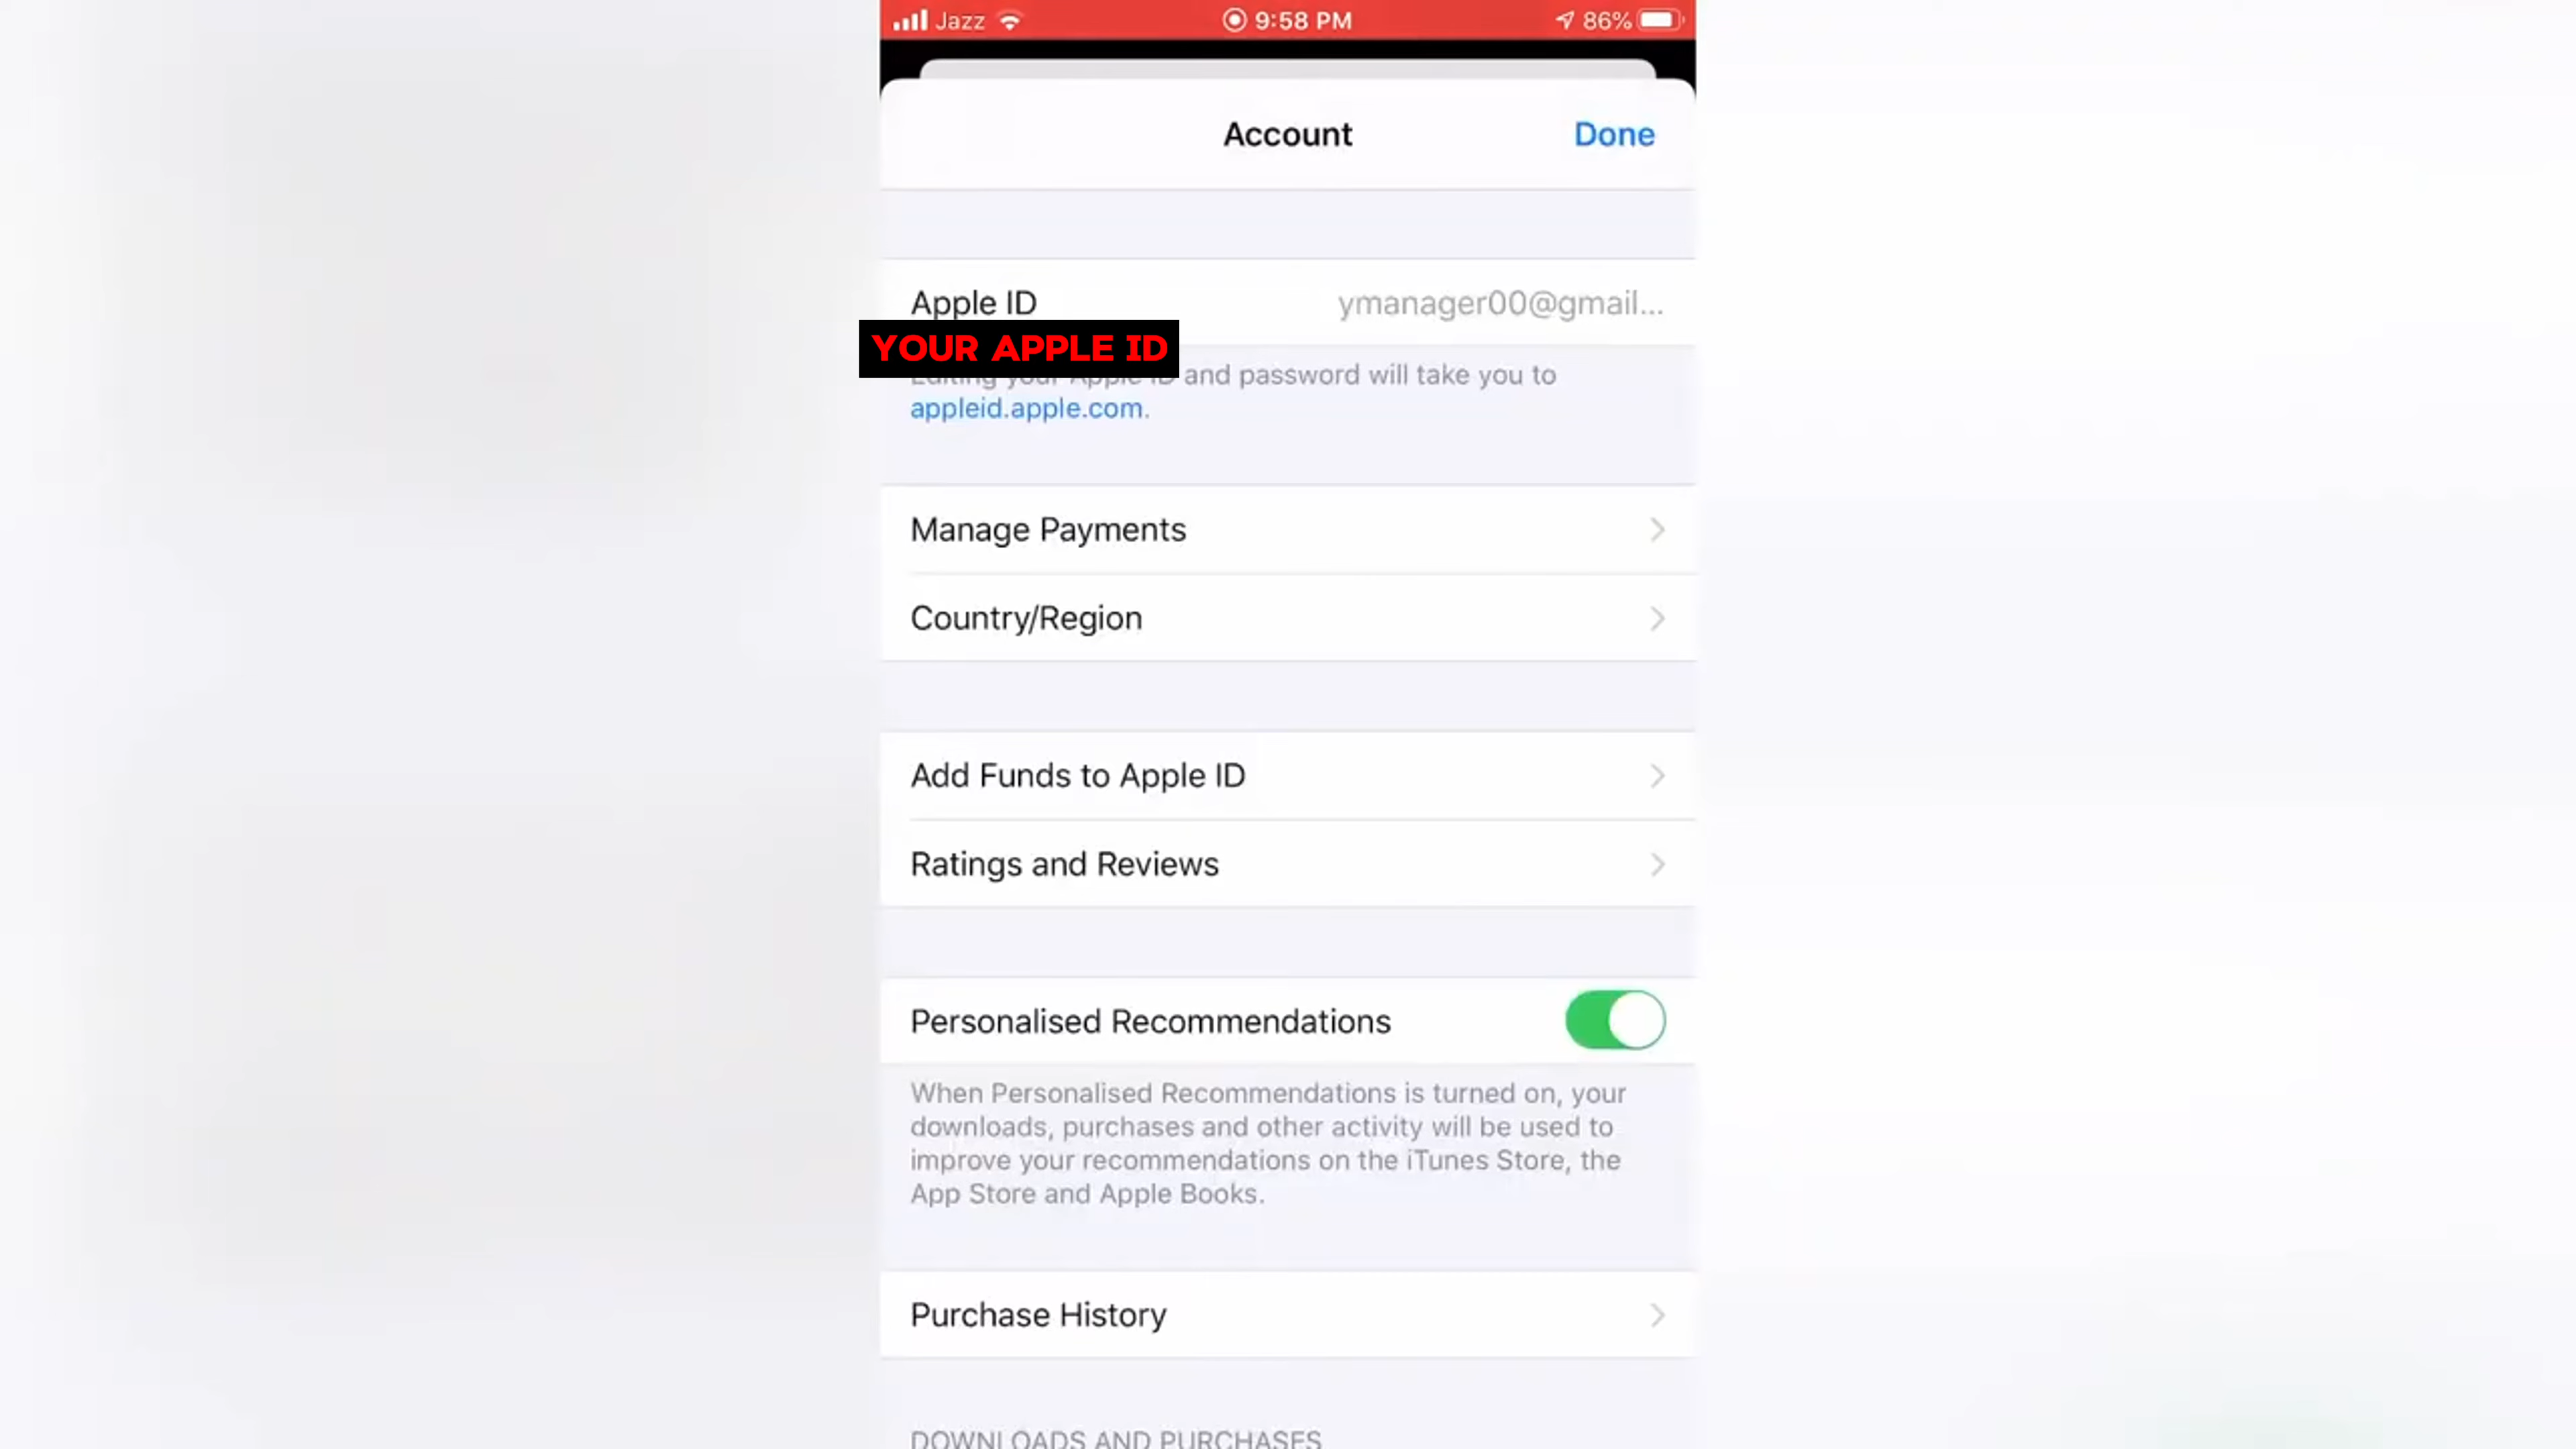 Jazz 9:58 PM 86%
Account Done
Apple ID ymanager00@gmail...
YOUR APPLE ID
and password will take you to
appleid.apple.com.
Manage Payments
Country/Region
Add Funds to Apple ID
Ratings and Reviews
Personalised Recommendations
When Personalised Recommendations is turned on, your
downloads, purchases and other activity will be used to
improve your recommendations on the iTunes Store, the
App Store and Apple Books.
Purchase History
DOWNLOADS AND PURCHASES